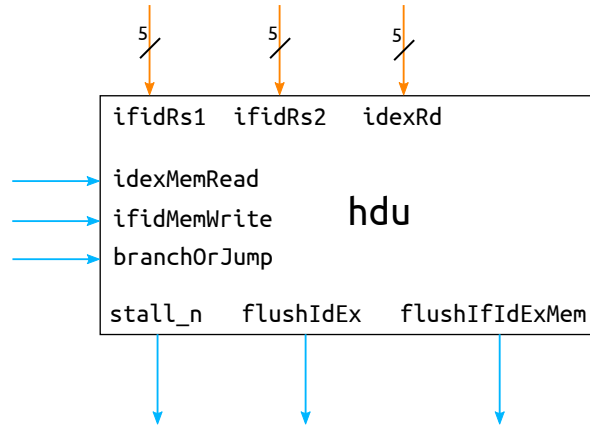 5 5 5
ifidRs1 ifidRs2 idexRd
idexMemRead
ifidMemWrite
branchOrJump
hdu
stall_n flushIdEx flushIfIdExMem